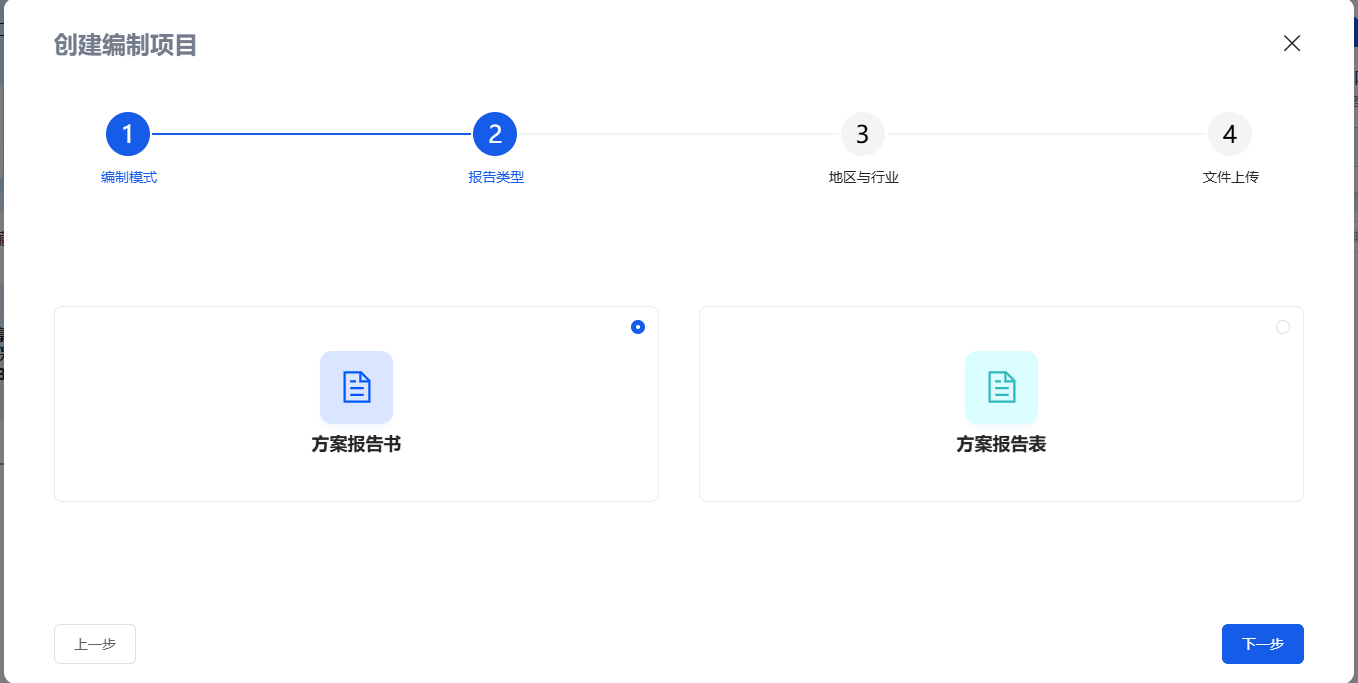 创建编制项目
1
2
3
4
编制模式
报告类型
地区与行业
文件上传
方案报告书
方案报告表
上一步
下一步